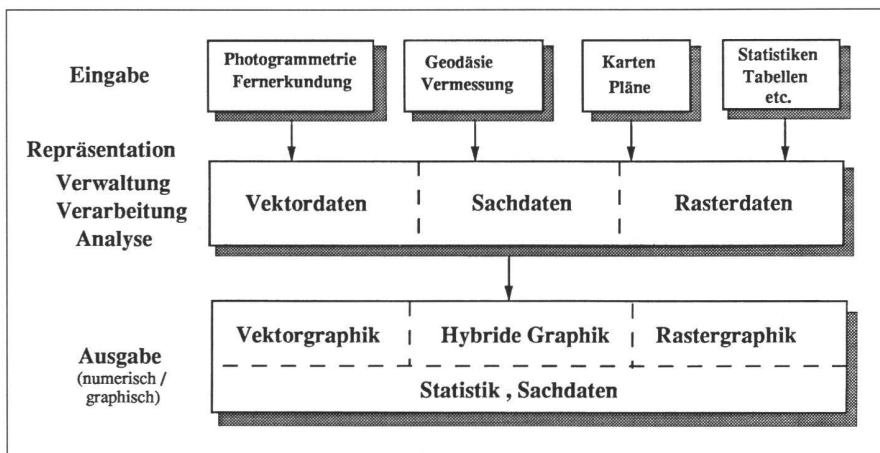 Eingabe
Photogrammetrie
Fernerkundung
Geodäsie
Vermessung
Karten
Pläne
Statistiken
Tabellen
etc.
Repräsentation
Verwaltung
Verarbeitung
Analyse
Vektordaten
Sachdaten
Rasterdaten
Ausgabe
(numerisch /
graphisch)
Vektorgraphik
Hybride Graphik
Rastergraphik
Statistik , Sachdaten